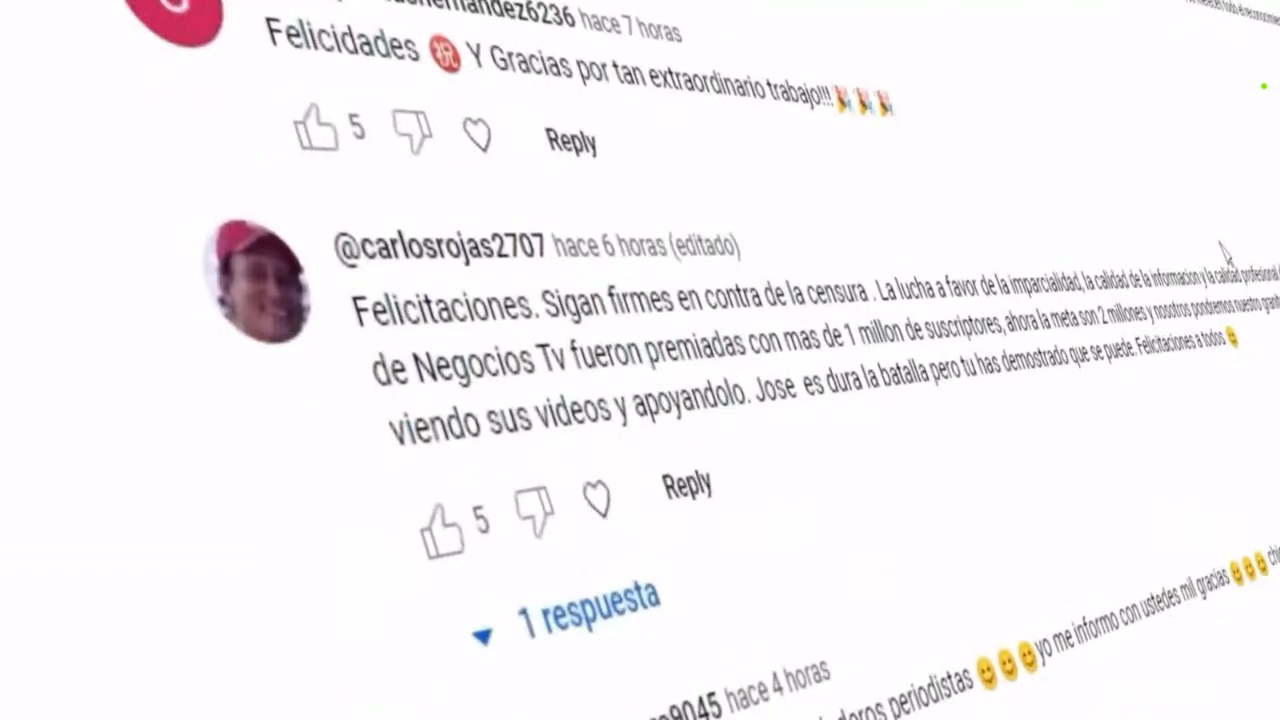 hace 7 horas
Felicidades ㊗ Y Gracias por tan extraordinario trabajo!!! 🎉🎉🎉
5 Reply
@carlosrojas2707 hace 6 horas (editado)
Felicitaciones. Sigan firmes en contra de la censura . La lucha a favor de la imparcialidad, la calidad de la informacion y la calidad profesional
de Negocios Tv fueron premiadas con mas de 1 millon de suscriptores, ahora la meta son 2 millones y nosotros pondremos nuestro
viendo sus videos y apoyandolo. Jose es dura la batalla pero tu has demostrado que se puede. Felicitaciones a todos 😊
5 Reply
1 respuesta
9045 hace 4 horas
periodistas 😊😊😊yo me informo con ustedes mil gracias 😊😊😊